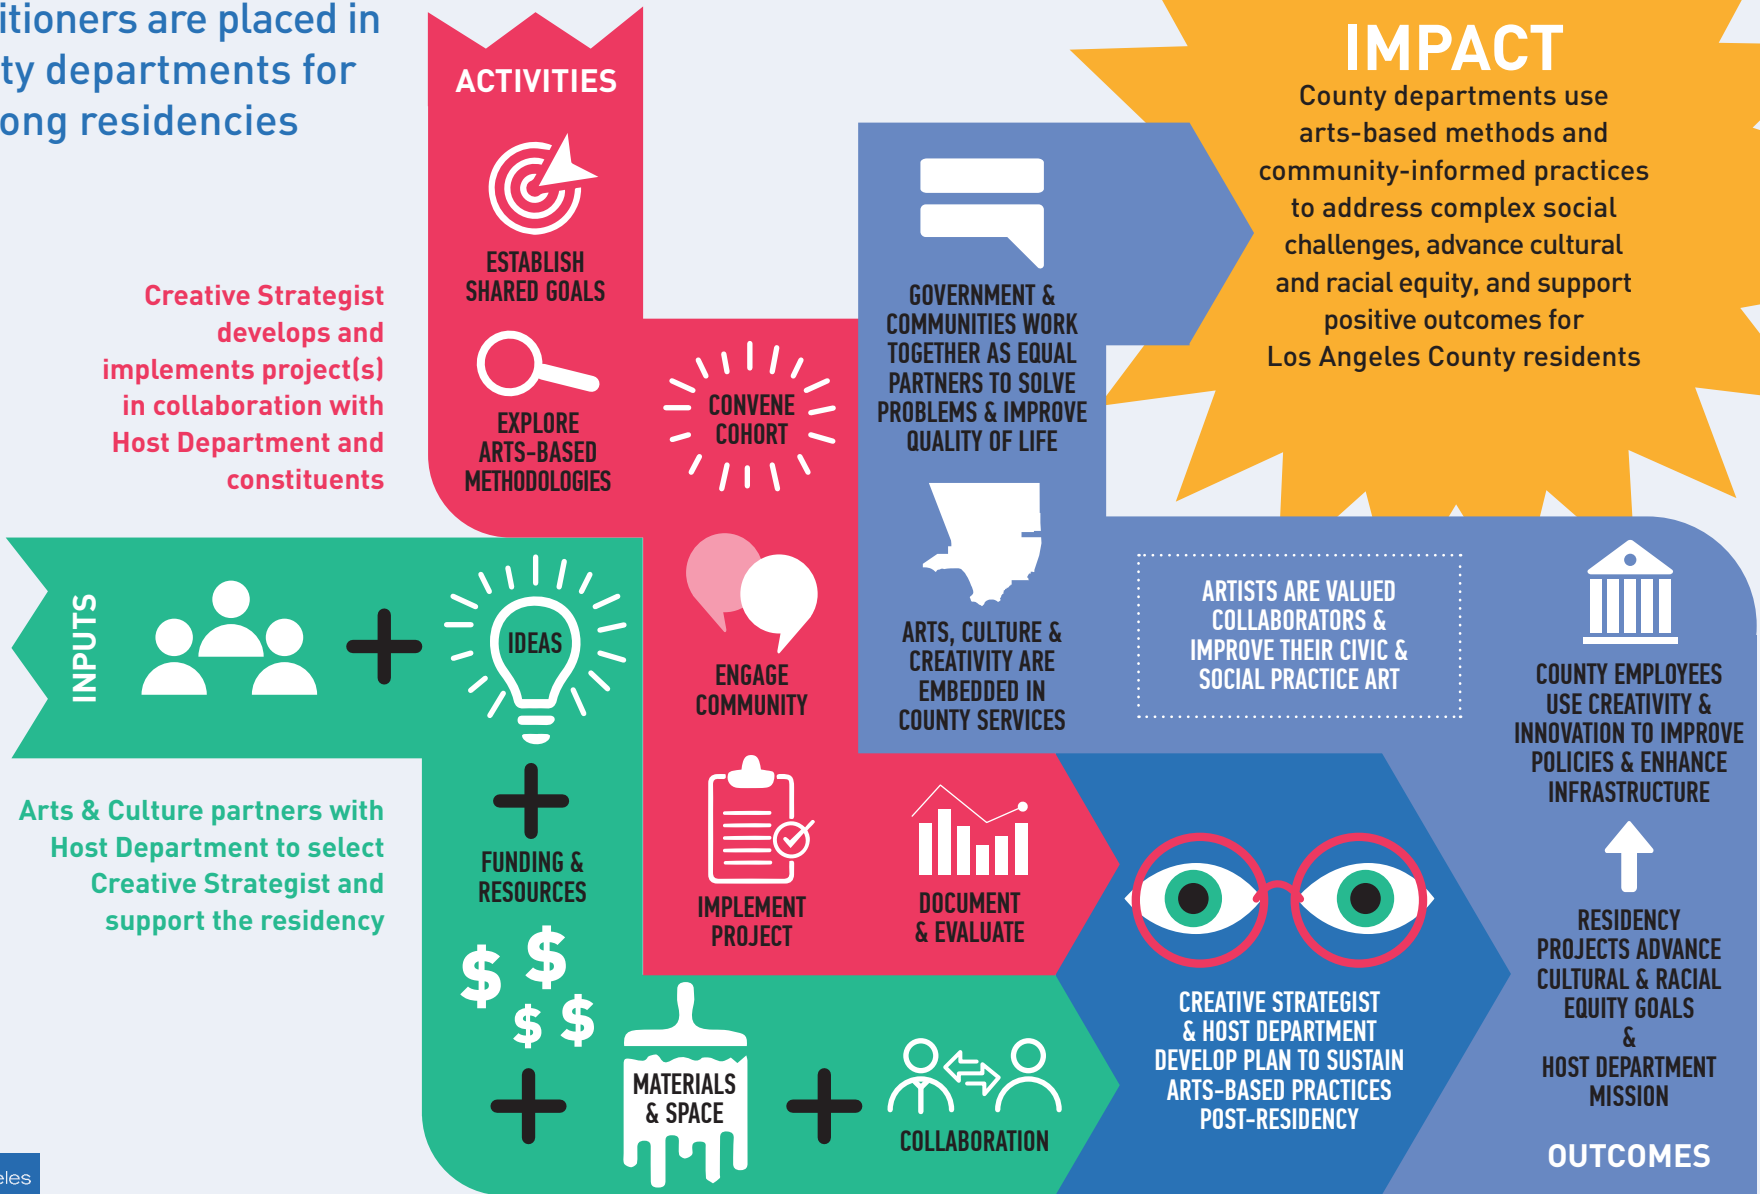 itioners are placed in
ty departments for
ong residencies
ACTIVITIES
ESTABLISH
SHARED GOALS
EXPLORE
ARTS-BASED
METHODOLOGIES
Creative Strategist
develops and
implements project(s)
in collaboration with
Host Department and
constituents
CONVENE
COHORT
ENGAGE
COMMUNITY
IMPLEMENT
PROJECT
DOCUMENT
& EVALUATE
INPUTS
IDEAS
FUNDING &
RESOURCES
$ $
$ $
MATERIALS
& SPACE
COLLABORATION
Arts & Culture partners with
Host Department to select
Creative Strategist and
support the residency
CREATIVE STRATEGIST
& HOST DEPARTMENT
DEVELOP PLAN TO SUSTAIN
ARTS-BASED PRACTICES
POST-RESIDENCY
OUTCOMES
RESIDENCY
PROJECTS ADVANCE
CULTURAL & RACIAL
EQUITY GOALS
&
HOST DEPARTMENT
MISSION
COUNTY EMPLOYEES
USE CREATIVITY &
INNOVATION TO IMPROVE
POLICIES & ENHANCE
INFRASTRUCTURE
ARTISTS ARE VALUED
COLLABORATORS &
IMPROVE THEIR CIVIC &
SOCIAL PRACTICE ART
ARTS, CULTURE &
CREATIVITY ARE
EMBEDDED IN
COUNTY SERVICES
GOVERNMENT &
COMMUNITIES WORK
TOGETHER AS EQUAL
PARTNERS TO SOLVE
PROBLEMS & IMPROVE
QUALITY OF LIFE
IMPACT
County departments use
arts-based methods and
community-informed practices
to address complex social
challenges, advance cultural
and racial equity, and support
positive outcomes for
Los Angeles County residents
eles